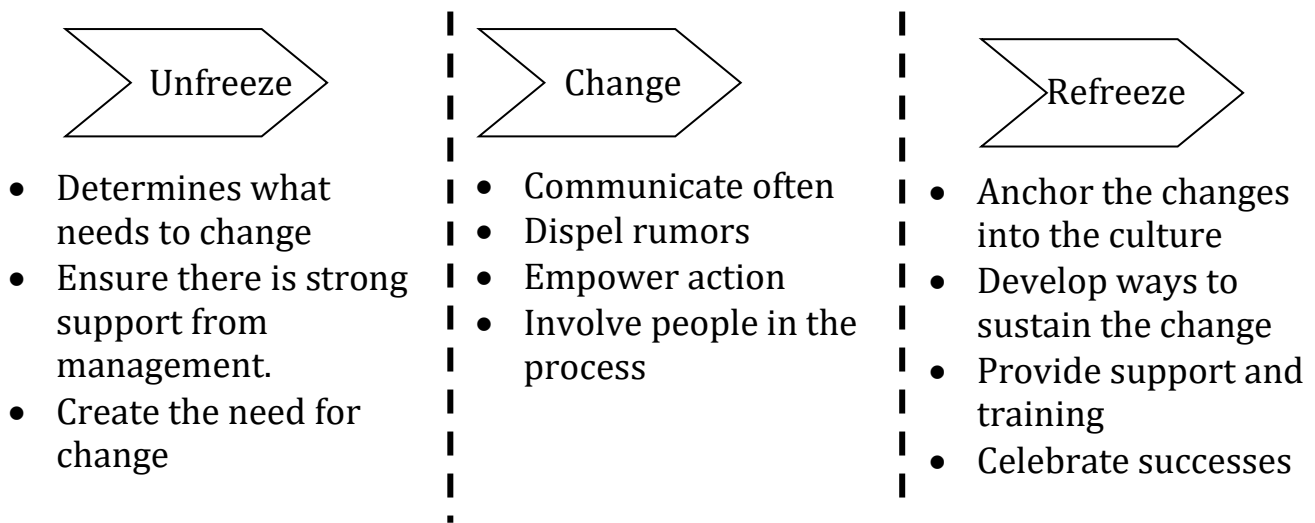 Unfreeze
• Determines what
needs to change
• Ensure there is strong
support from
management.
• Create the need for
change
Change
• Communicate often
• Dispel rumors
• Empower action
• Involve people in the
process
Refreeze
• Anchor the changes
into the culture
• Develop ways to
sustain the change
• Provide support and
training
• Celebrate successes